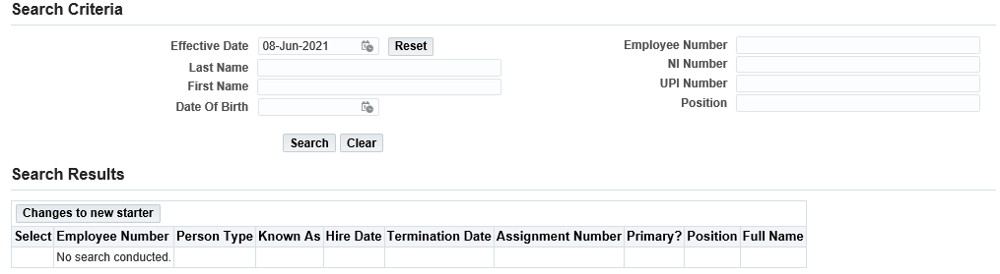 Search Criteria
Effective Date 08-Jun-2021 Reset
Last Name
First Name
Date Of Birth
Employee Number
NI Number
UPI Number
Position
Search Clear
Search Results
Changes to new starter
Select Employee Number Person Type Known As Hire Date Termination Date Assignment Number Primary? Position Full Name
No search conducted.